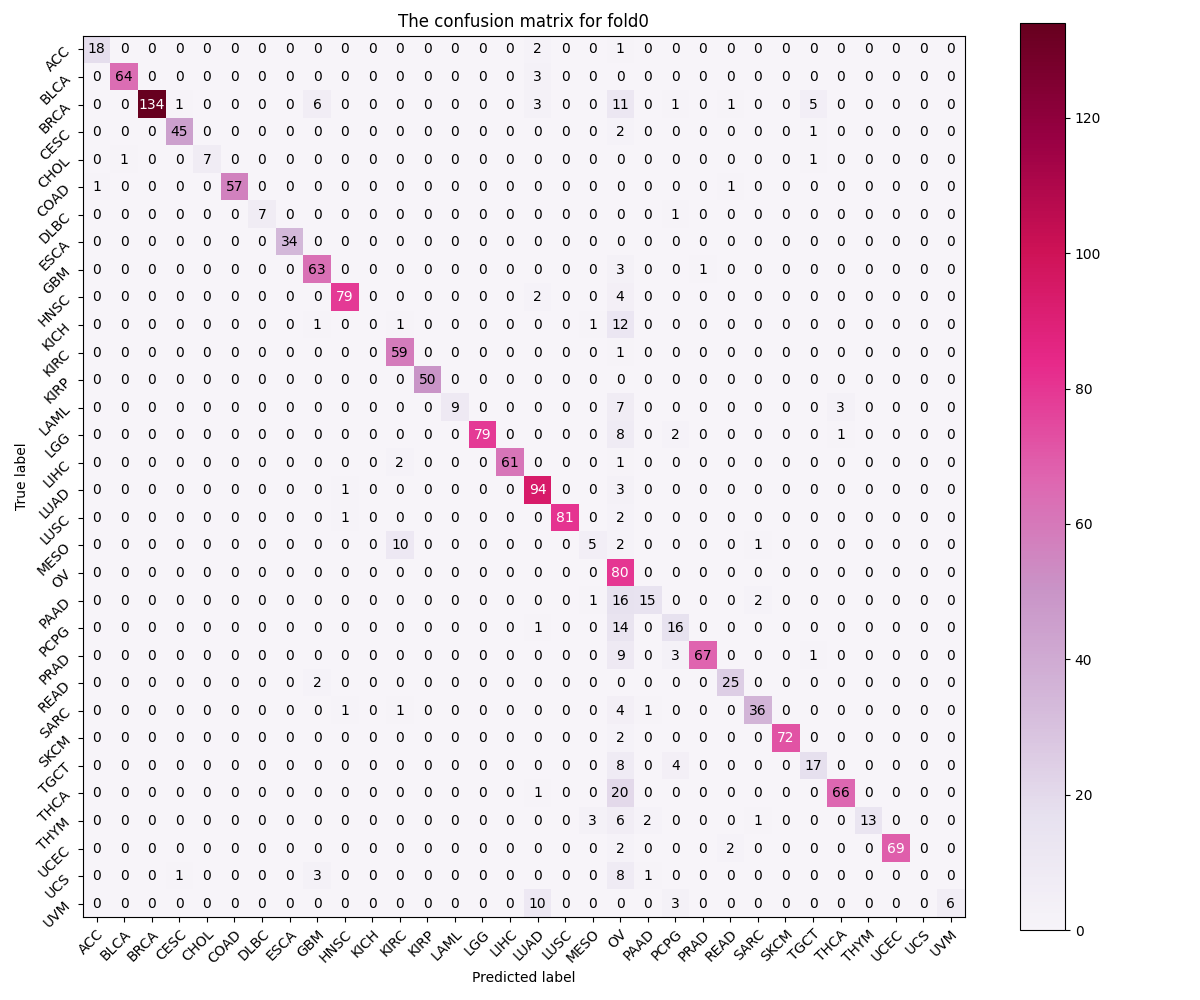 The confusion matrix for fold0
ACC 18 0 0 0 0 0 0 0 0 0 0 0 0 0 0 0 2 0 0 1 0 0 0 0 0 0 0 0 0 0 0 0
BLCA 0 64 0 0 0 0 0 0 0 0 0 0 0 0 0 0 3 0 0 0 0 0 0 0 0 0 0 0 0 0 0 0
BRCA 0 0 134 1 0 0 0 0 6 0 0 0 0 0 0 0 3 0 0 11 0 1 0 1 0 0 5 0 0 0 0 0
CESC 0 0 0 45 0 0 0 0 0 0 0 0 0 0 0 0 0 0 0 2 0 0 0 0 0 0 1 0 0 0 0 0
CHOL 0 1 0 0 7 0 0 0 0 0 0 0 0 0 0 0 0 0 0 0 0 0 0 0 0 0 1 0 0 0 0 0
COAD 1 0 0 0 0 57 0 0 0 0 0 0 0 0 0 0 0 0 0 0 0 0 0 1 0 0 0 0 0 0 0 0
DLBC 0 0 0 0 0 0 7 0 0 0 0 0 0 0 0 0 0 0 0 0 0 1 0 0 0 0 0 0 0 0 0 0
ESCA 0 0 0 0 0 0 0 34 0 0 0 0 0 0 0 0 0 0 0 0 0 0 0 0 0 0 0 0 0 0 0 0
GBM 0 0 0 0 0 0 0 0 63 0 0 0 0 0 0 0 0 0 0 3 0 0 1 0 0 0 0 0 0 0 0 0
HNSC 0 0 0 0 0 0 0 0 0 79 0 0 0 0 0 0 2 0 0 4 0 0 0 0 0 0 0 0 0 0 0 0
KICH 0 0 0 0 0 0 0 0 1 0 0 1 0 0 0 0 0 0 1 12 0 0 0 0 0 0 0 0 0 0 0 0
KIRC 0 0 0 0 0 0 0 0 0 0 0 59 0 0 0 0 0 0 0 1 0 0 0 0 0 0 0 0 0 0 0 0
KIRP 0 0 0 0 0 0 0 0 0 0 0 0 50 0 0 0 0 0 0 0 0 0 0 0 0 0 0 0 0 0 0 0
LAML 0 0 0 0 0 0 0 0 0 0 0 0 0 9 0 0 0 0 0 7 0 0 0 0 0 0 0 3 0 0 0 0
LGG 0 0 0 0 0 0 0 0 0 0 0 0 0 0 79 0 0 0 0 8 0 2 0 0 0 0 0 1 0 0 0 0
LIHC 0 0 0 0 0 0 0 0 0 0 0 2 0 0 0 61 0 0 0 1 0 0 0 0 0 0 0 0 0 0 0 0
LUAD 0 0 0 0 0 0 0 0 0 1 0 0 0 0 0 0 94 0 0 3 0 0 0 0 0 0 0 0 0 0 0 0
LUSC 0 0 0 0 0 0 0 0 0 1 0 0 0 0 0 0 0 81 0 2 0 0 0 0 0 0 0 0 0 0 0 0
MESO 0 0 0 0 0 0 0 0 0 0 0 10 0 0 0 0 0 0 5 2 0 0 0 0 1 0 0 0 0 0 0 0
OV 0 0 0 0 0 0 0 0 0 0 0 0 0 0 0 0 0 0 0 80 0 0 0 0 0 0 0 0 0 0 0 0
PAAD 0 0 0 0 0 0 0 0 0 0 0 0 0 0 0 0 0 0 1 16 15 0 0 0 2 0 0 0 0 0 0 0
PCPG 0 0 0 0 0 0 0 0 0 0 0 0 0 0 0 0 1 0 0 14 0 16 0 0 0 0 0 0 0 0 0 0
PRAD 0 0 0 0 0 0 0 0 0 0 0 0 0 0 0 0 0 0 0 9 0 3 67 0 0 0 1 0 0 0 0 0
READ 0 0 0 0 0 0 0 0 2 0 0 0 0 0 0 0 0 0 0 0 0 0 0 25 0 0 0 0 0 0 0 0
SARC 0 0 0 0 0 0 0 0 0 1 0 1 0 0 0 0 0 0 0 4 1 0 0 0 36 0 0 0 0 0 0 0
SKCM 0 0 0 0 0 0 0 0 0 0 0 0 0 0 0 0 0 0 0 2 0 0 0 0 0 72 0 0 0 0 0 0
TGCT 0 0 0 0 0 0 0 0 0 0 0 0 0 0 0 0 0 0 0 8 0 4 0 0 0 0 17 0 0 0 0 0
THCA 0 0 0 0 0 0 0 0 0 0 0 0 0 0 0 0 1 0 0 20 0 0 0 0 0 0 0 66 0 0 0 0
THYM 0 0 0 0 0 0 0 0 0 0 0 0 0 0 0 0 0 0 3 6 2 0 0 0 1 0 0 0 13 0 0 0
UCEC 0 0 0 0 0 0 0 0 0 0 0 0 0 0 0 0 0 0 0 2 0 0 0 2 0 0 0 0 0 69 0 0
UCS 0 0 0 1 0 0 0 0 3 0 0 0 0 0 0 0 0 0 0 8 1 0 0 0 0 0 0 0 0 0 0 0
UVM 0 0 0 0 0 0 0 0 0 0 0 0 0 0 0 0 10 0 0 0 0 3 0 0 0 0 0 0 0 0 0 6
ACC BLCA BRCA CESC CHOL COAD DLBC ESCA GBM HNSC KICH KIRC KIRP LAML LGG LIHC LUAD LUSC MESO OV PAAD PCPG PRAD READ SARC SKCM TGCT THCA THYM UCEC UCS UVM
Predicted label
True label
120
100
80
60
40
20
0